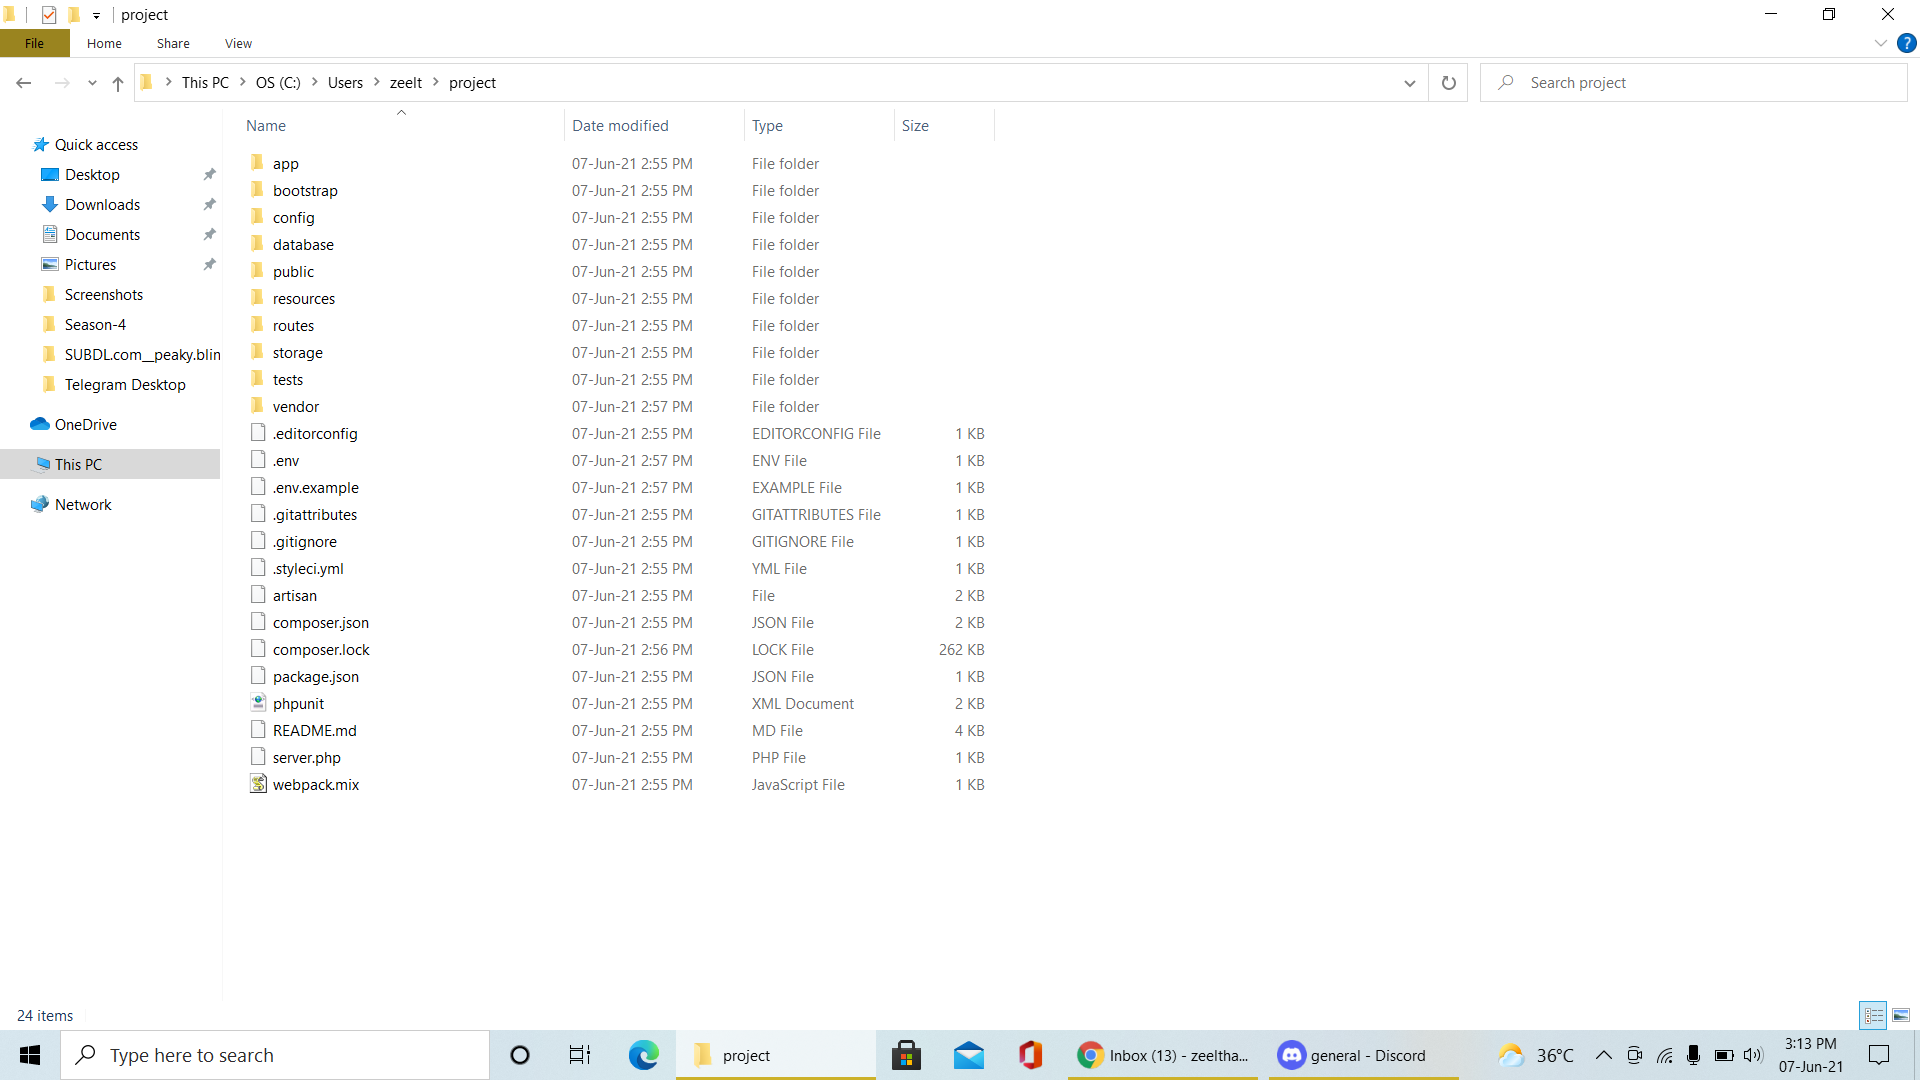 project
File Home Share View
This PC OS (C:) Users zeelt project
Search project
Quick access
Desktop
Downloads
Documents
Pictures
Screenshots
Season-4
SUBDL.com__peaky.blin
Telegram Desktop
OneDrive
This PC
Network
Name Date modified Type Size
app 07-Jun-21 2:55 PM File folder
bootstrap 07-Jun-21 2:55 PM File folder
config 07-Jun-21 2:55 PM File folder
database 07-Jun-21 2:55 PM File folder
public 07-Jun-21 2:55 PM File folder
resources 07-Jun-21 2:55 PM File folder
routes 07-Jun-21 2:55 PM File folder
storage 07-Jun-21 2:55 PM File folder
tests 07-Jun-21 2:55 PM File folder
vendor 07-Jun-21 2:57 PM File folder
.editorconfig 07-Jun-21 2:55 PM EDITORCONFIG File 1 KB
.env 07-Jun-21 2:57 PM ENV File 1 KB
.env.example 07-Jun-21 2:57 PM EXAMPLE File 1 KB
.gitattributes 07-Jun-21 2:55 PM GITATTRIBUTES File 1 KB
.gitignore 07-Jun-21 2:55 PM GITIGNORE File 1 KB
.styleci.yml 07-Jun-21 2:55 PM YML File 1 KB
artisan 07-Jun-21 2:55 PM File 2 KB
composer.json 07-Jun-21 2:55 PM JSON File 2 KB
composer.lock 07-Jun-21 2:56 PM LOCK File 262 KB
package.json 07-Jun-21 2:55 PM JSON File 1 KB
phpunit 07-Jun-21 2:55 PM XML Document 2 KB
README.md 07-Jun-21 2:55 PM MD File 4 KB
server.php 07-Jun-21 2:55 PM PHP File 1 KB
webpack.mix 07-Jun-21 2:55 PM JavaScript File 1 KB
24 items
Type here to search
project
Inbox (13) - zeeltha...
general - Discord
36°C
3:13 PM
07-Jun-21